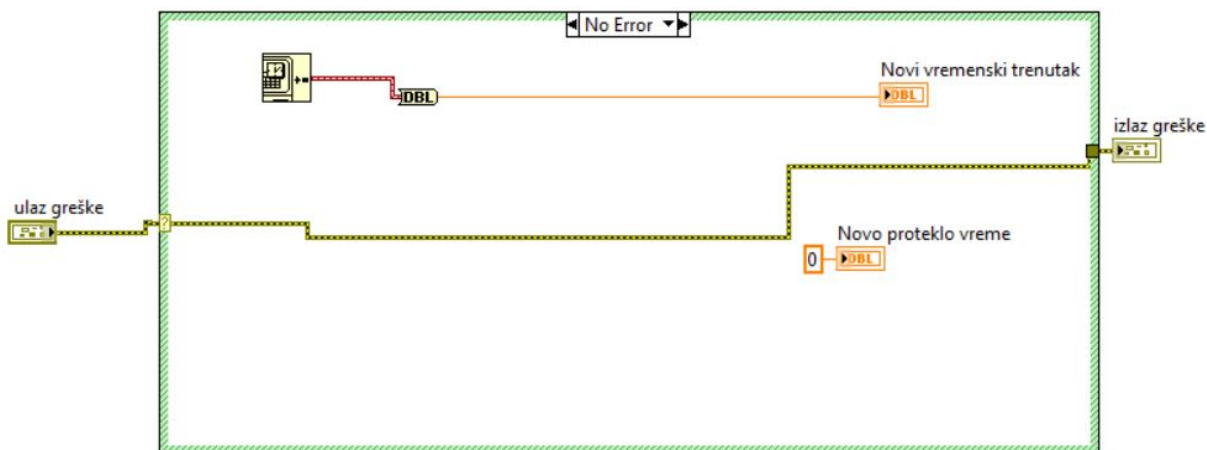 No Error
Novi vremenski trenutak
DBL
DBL
izlaz greške
ulaz greške
?
Novo proteklo vreme
0
DBL